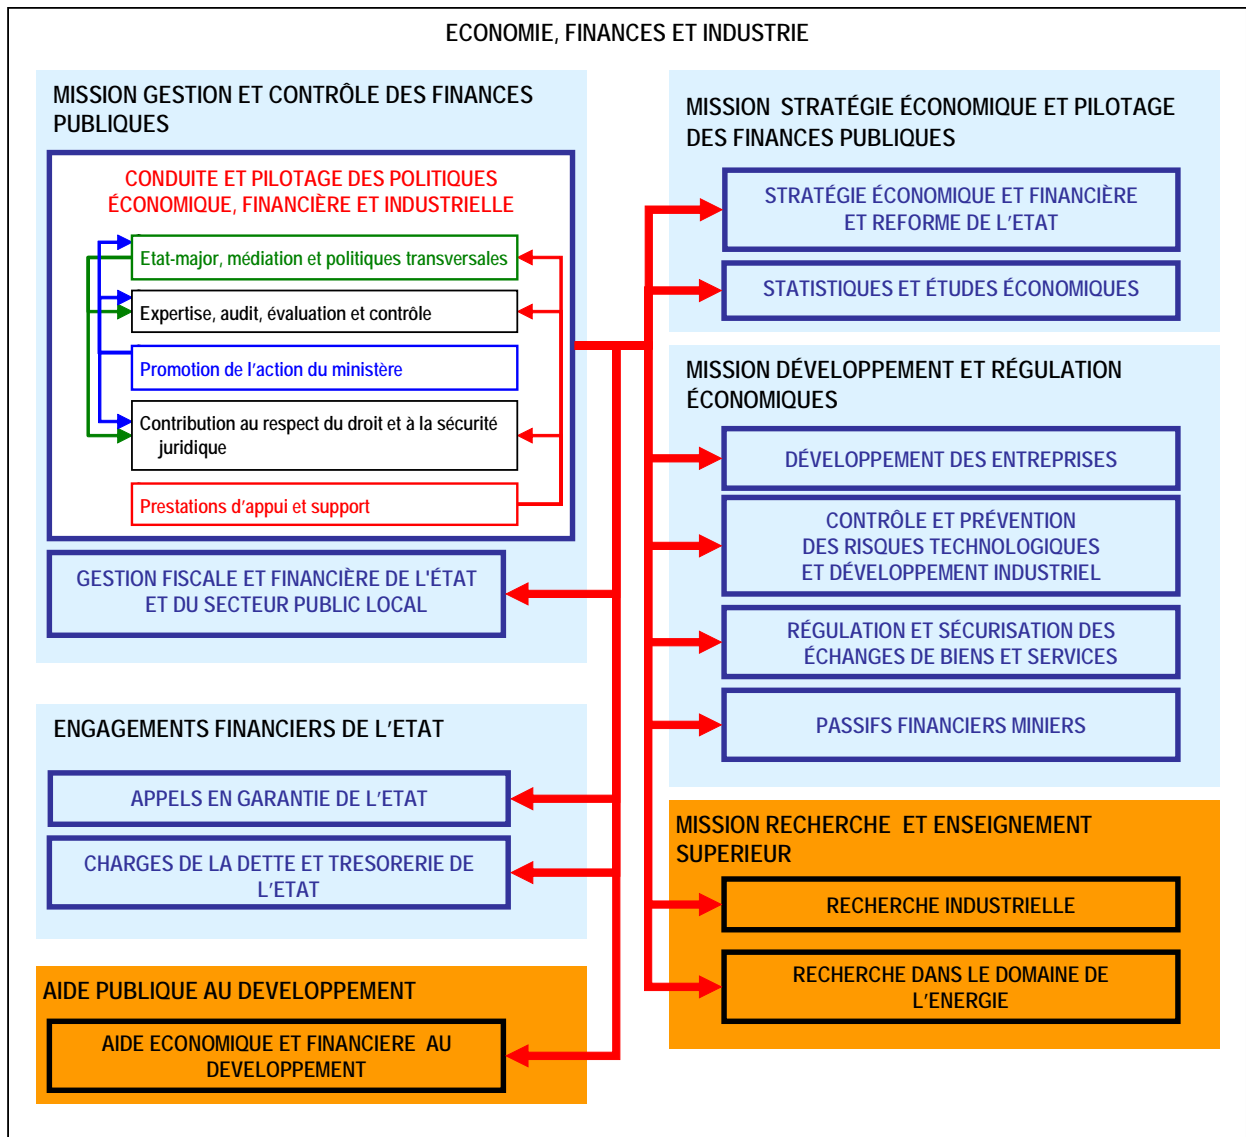 ECONOMIE, FINANCES ET INDUSTRIE
MISSION GESTION ET CONTRÔLE DES FINANCES
PUBLIQUES
CONDUITE ET PILOTAGE DES POLITIQUES
ÉCONOMIQUE, FINANCIÈRE ET INDUSTRIELLE
Etat-major, médiation et politiques transversales
Expertise, audit, évaluation et contrôle
Promotion de l'action du ministère
Contribution au respect du droit et à la sécurité
juridique
Prestations d'appui et support
GESTION FISCALE ET FINANCIÈRE DE L'ÉTAT
ET DU SECTEUR PUBLIC LOCAL
ENGAGEMENTS FINANCIERS DE L'ETAT
APPELS EN GARANTIE DE L'ETAT
CHARGES DE LA DETTE ET TRESORERIE DE
L'ETAT
AIDE PUBLIQUE AU DEVELOPPEMENT
AIDE ECONOMIQUE ET FINANCIERE AU
DEVELOPPEMENT
MISSION STRATÉGIE ÉCONOMIQUE ET PILOTAGE
DES FINANCES PUBLIQUES
STRATÉGIE ÉCONOMIQUE ET FINANCIÈRE
ET REFORME DE L'ETAT
STATISTIQUES ET ÉTUDES ÉCONOMIQUES
MISSION DÉVELOPPEMENT ET RÉGULATION
ÉCONOMIQUES
DÉVELOPPEMENT DES ENTREPRISES
CONTRÔLE ET PRÉVENTION
DES RISQUES TECHNOLOGIQUES
ET DÉVELOPPEMENT INDUSTRIEL
RÉGULATION ET SÉCURISATION DES
ÉCHANGES DE BIENS ET SERVICES
PASSIFS FINANCIERS MINIERS
MISSION RECHERCHE ET ENSEIGNEMENT
SUPERIEUR
RECHERCHE INDUSTRIELLE
RECHERCHE DANS LE DOMAINE DE
L'ENERGIE